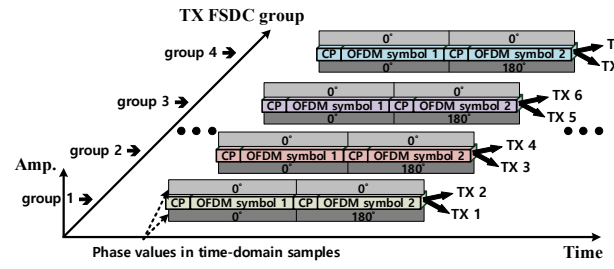 TX FSDC group
group 4
0° 0°
CP OFDM symbol 1 CP OFDM symbol 2
0° 180°
group 3
0° 0°
CP OFDM symbol 1 CP OFDM symbol 2
0° 180°
TX 6
TX 5
group 2
0° 0°
CP OFDM symbol 1 CP OFDM symbol 2
0° 180°
TX 4
TX 3
Amp.
group 1
0° 0°
CP OFDM symbol 1 CP OFDM symbol 2
0° 180°
TX 2
TX 1
Phase values in time-domain samples
Time